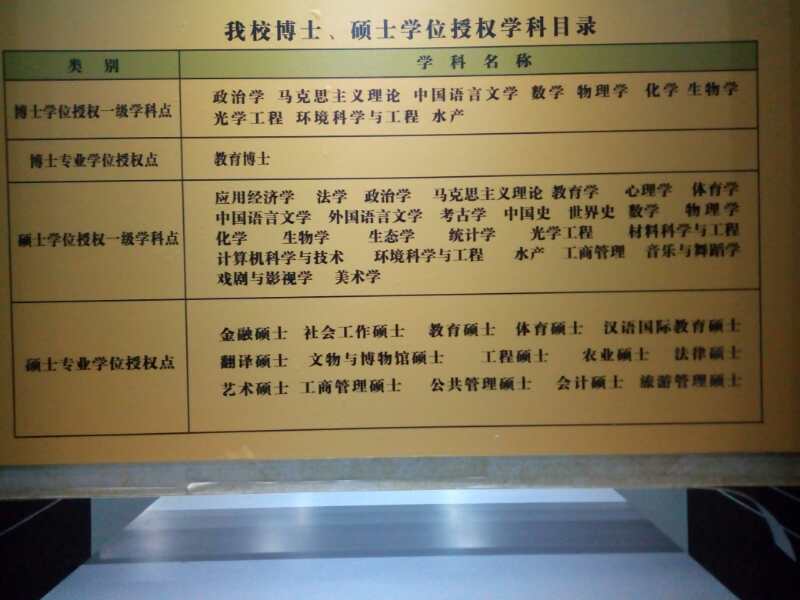 我校博士、硕士学位授权学科目录
类 别 学 科 名 称
博士学位授权一级学科点
政治学 马克思主义理论 中国语言文学 数学 物理学 化学 生物学
光学工程 环境科学与工程 水产
博士专业学位授权点 教育博士
硕士学位授权一级学科点
应用经济学 法学 政治学 马克思主义理论 教育学 心理学 体育学
中国语言文学 外国语言文学 考古学 中国史 世界史 数学 物理学
化学 生物学 生态学 统计学 光学工程 材料科学与工程
计算机科学与技术 环境科学与工程 水产 工商管理 音乐与舞蹈学
戏剧与影视学 美术学
硕士专业学位授权点
金融硕士 社会工作硕士 教育硕士 体育硕士 汉语国际教育硕士
翻译硕士 文物与博物馆硕士 工程硕士 农业硕士 法律硕士
艺术硕士 工商管理硕士 公共管理硕士 会计硕士 旅游管理硕士